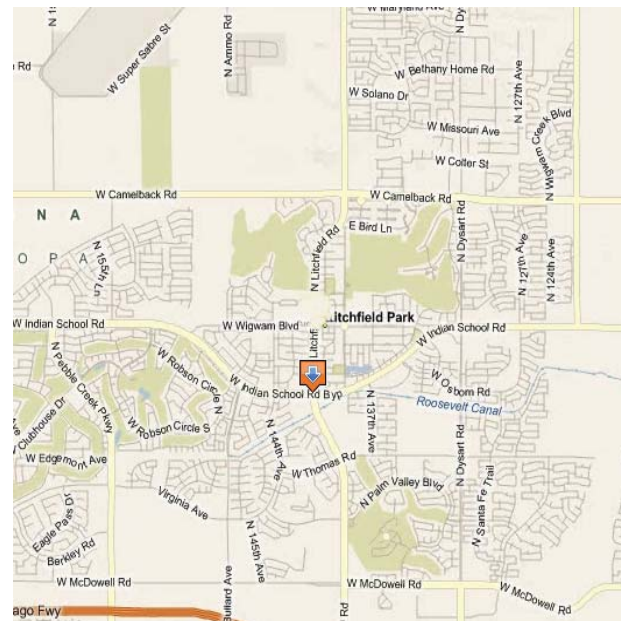 W Maryland Ave
N Dy
N 1
n Rd
W Super Sabre St
N Ammo Rd
W Bethany Home Rd
W Solano Dr
N 127th Ave
N Wigwam Creek Blvd
W Missouri Ave
W Colter St
W Camelback Rd
W Camelback Rd
N A
O P A
E Bird Ln
N Litchfield Rd
N Dysart Rd
N 127th Ave
N 124th Ave
N 155th Ln
W Indian School Rd
W Wigwam Blvd
Litchfield Park
W Indian School Rd
Litchfi
N Pebble Creek Pkwy
W Robson Circle N
W Indian School Rd Byp
W Osborn Rd
Roosevelt Canal
Clubhouse Dr
W Robson Circle S
N 137th Ave
N 144th Ave
W Edgemont Ave
W Thomas Rd
N Dysart Rd
N Palm Valley Blvd
N Santa Fe Trail
Virginia Ave
Eagle Pass Dr
N 145th Ave
Berkley Rd
W McDowell Rd
W McDowell Rd
W McDowell Rd
Bullard Ave
ago Fwy
Rd